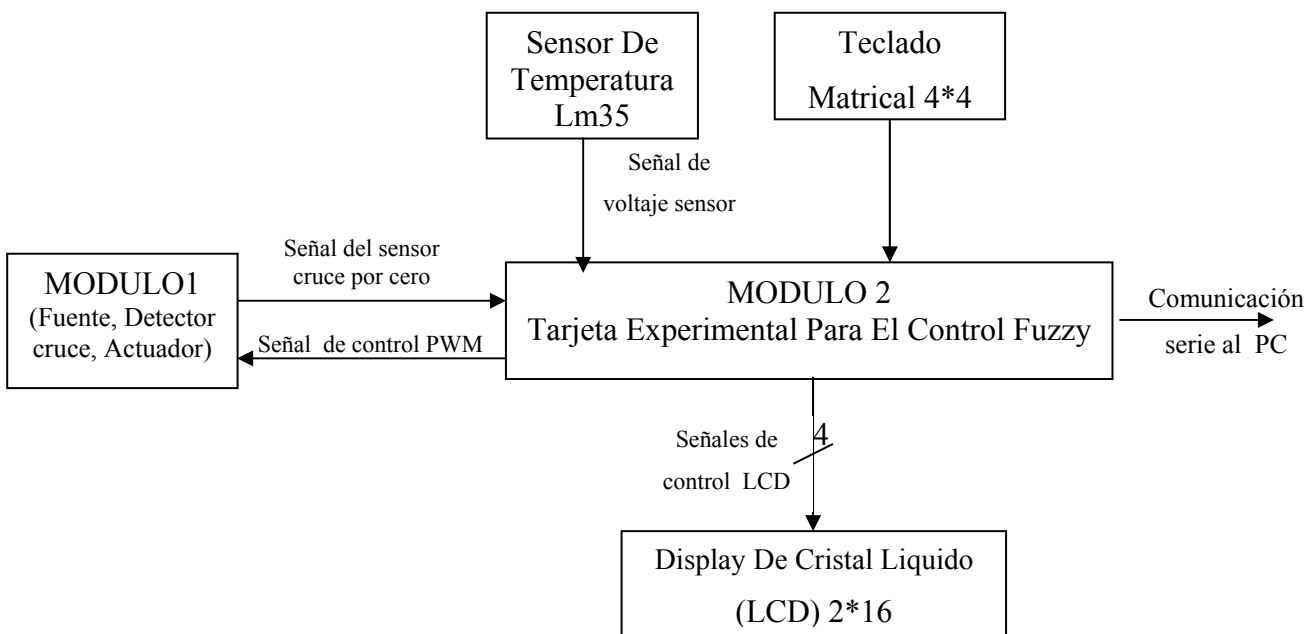 Sensor De
Temperatura
Lm35
Teclado
Matrical 4*4
Señal de
voltaje sensor
Señal del sensor
cruce por cero
MODULO1
(Fuente, Detector
cruce, Actuador)
Señal de control PWM
MODULO 2
Tarjeta Experimental Para El Control Fuzzy
Comunicación
serie al PC
Señales de
control LCD
4
Display De Cristal Liquido
(LCD) 2*16